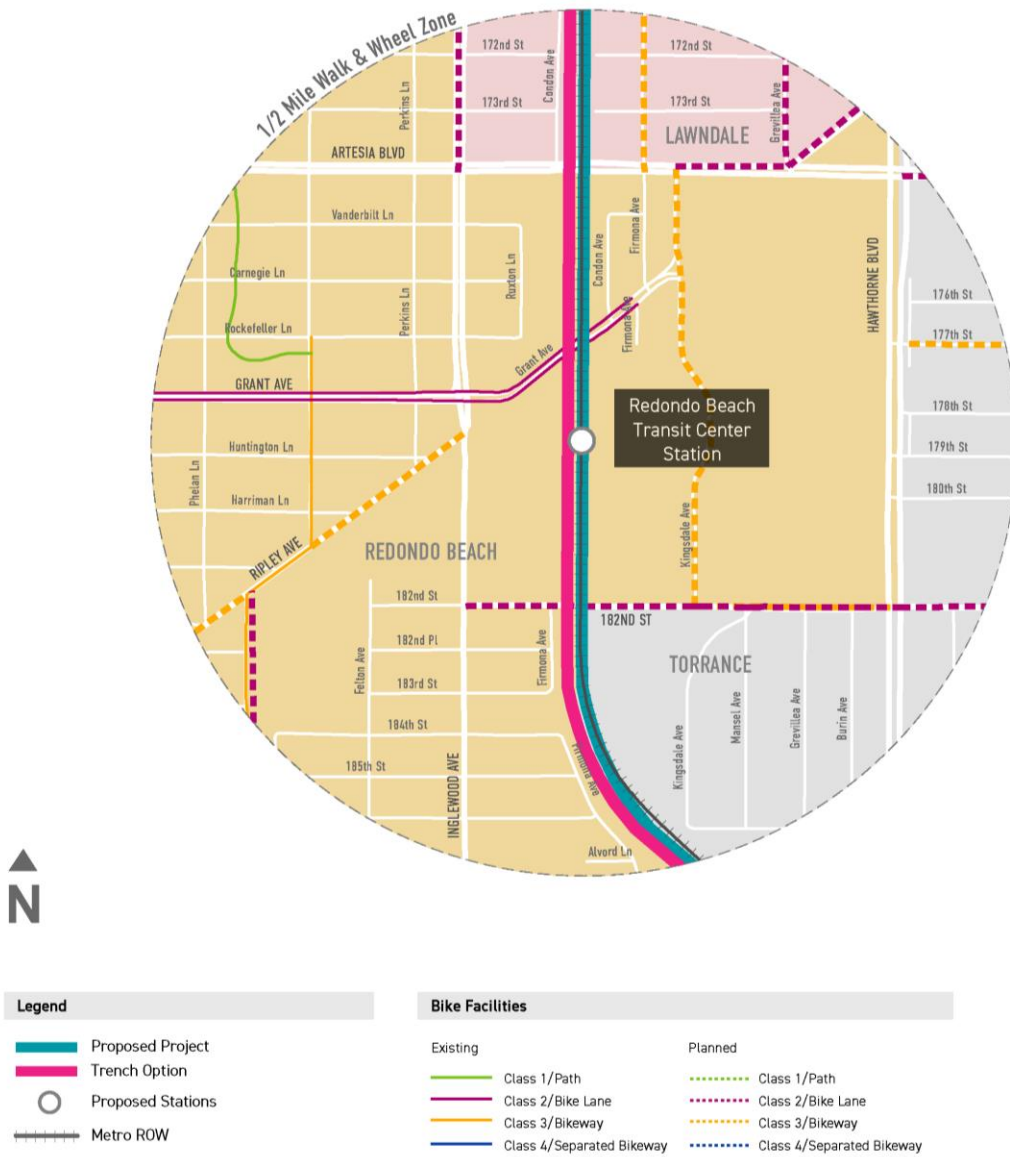 1/2 Mile Walk & Wheel Zone
172nd St
172nd St
Condon Ave
Perkins Ln
173rd St
173rd St
Grevillea Ave
LAWNDALE
ARTESIA BLVD
Vanderbilt Ln
Firmona Ave
Condon Ave
Ruxton Ln
Carnegie Ln
Perkins Ln
HAWTHORNE BLVD
176th St
Rockefeller Ln
Firmona Ave
177th St
Grant Ave
GRANT AVE
Redondo Beach
Transit Center
Station
178th St
Huntington Ln
179th St
Phelan Ln
Harriman Ln
180th St
Kingsdale Ave
REDONDO BEACH
RIPLEY AVE
182nd St
182ND ST
182nd Pl
Firmona Ave
Felton Ave
TORRANCE
183rd St
184th St
Mansel Ave
Grevillea Ave
Burin Ave
Kingsdale Ave
185th St
Firmona Ave
INGLEWOOD AVE
Alvord Ln
N
Legend
Proposed Project
Trench Option
Proposed Stations
Metro ROW
Bike Facilities
Existing
Class 1/Path
Class 2/Bike Lane
Class 3/Bikeway
Class 4/Separated Bikeway
Planned
Class 1/Path
Class 2/Bike Lane
Class 3/Bikeway
Class 4/Separated Bikeway